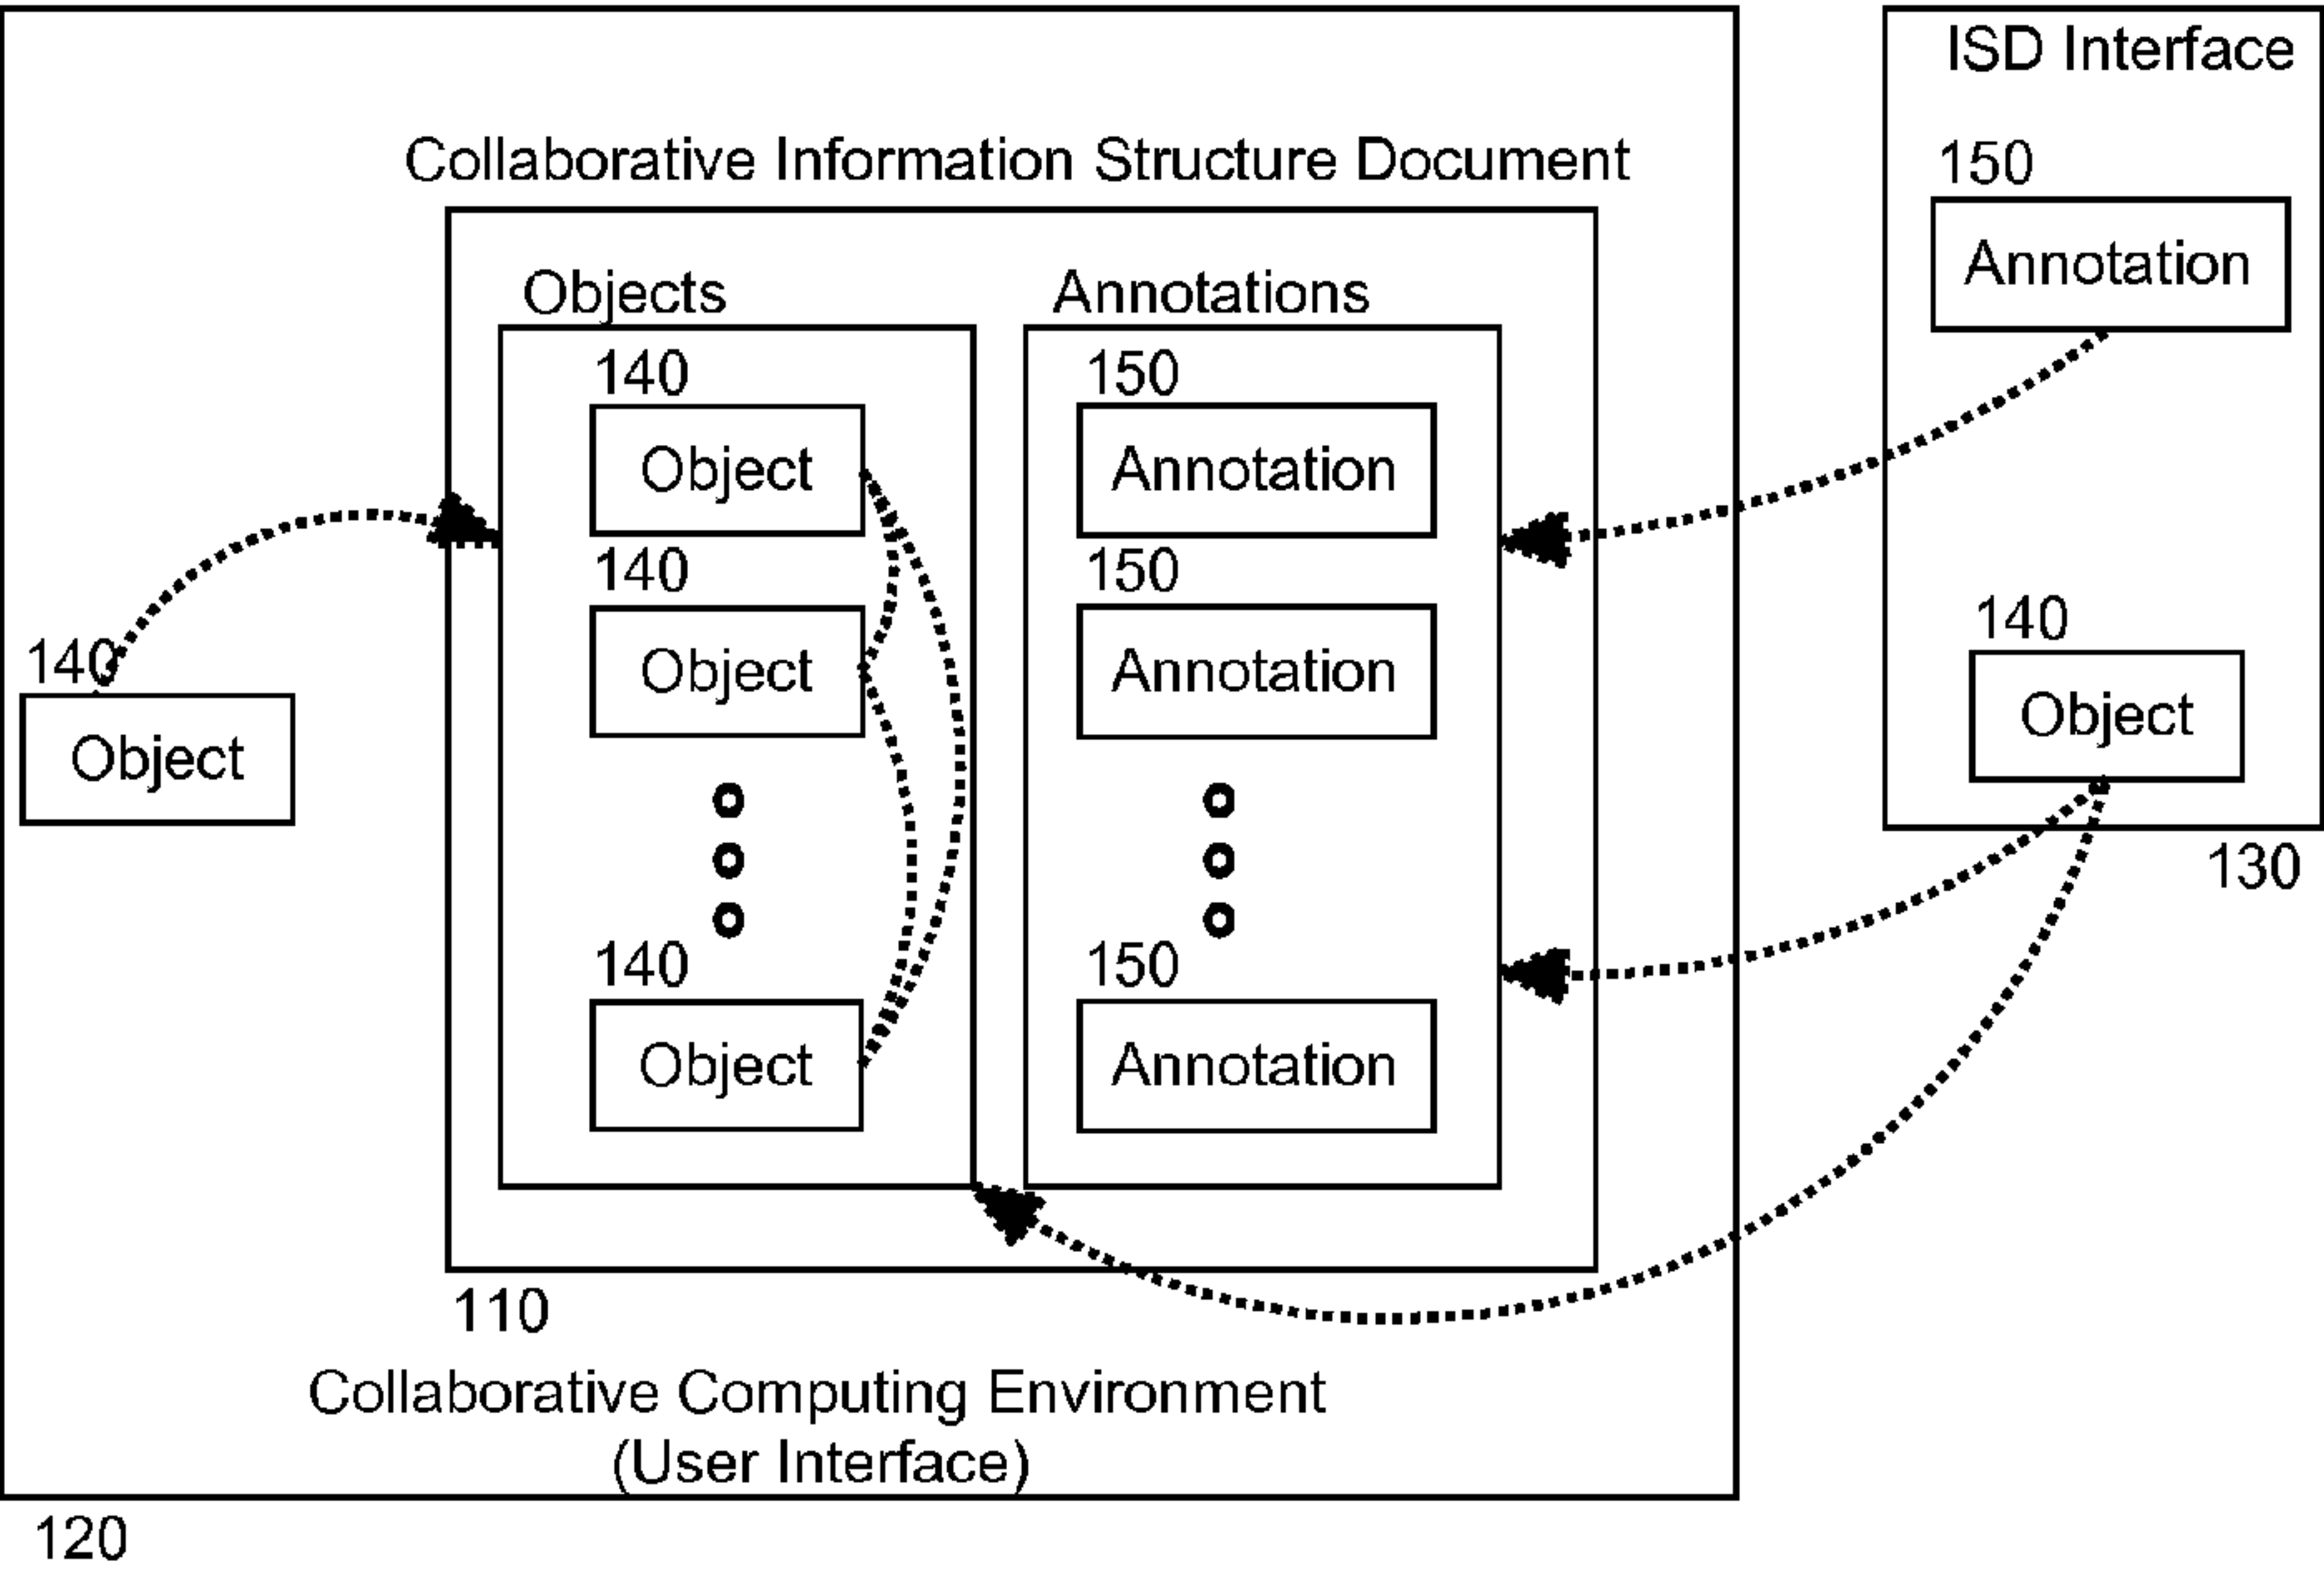 ISD Interface
150
Annotation
140
Object
130
Collaborative Information Structure Document
Objects
140
Object
140
Object
140
Object
Annotations
150
Annotation
150
Annotation
150
Annotation
140
Object
110
Collaborative Computing Environment
(User Interface)
120